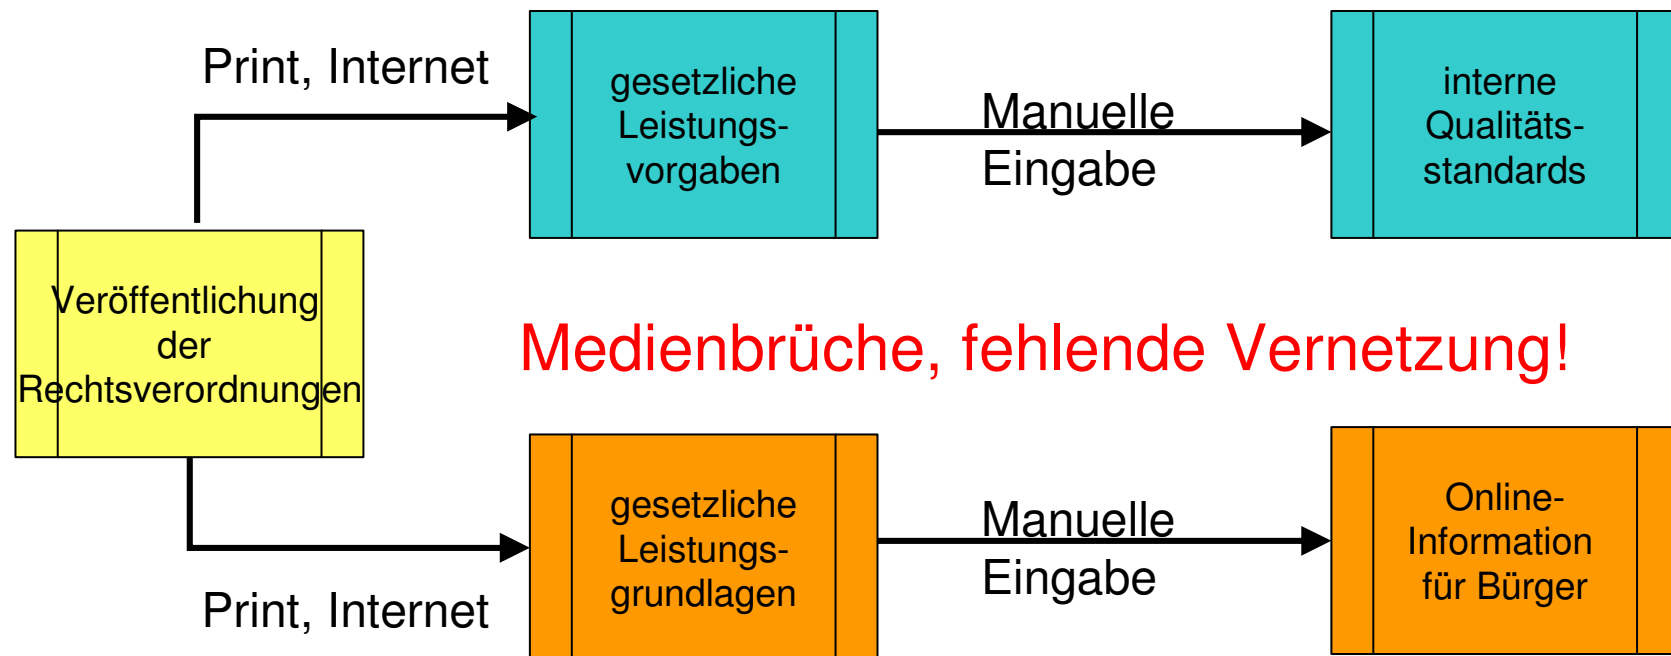 Print, Internet
gesetzliche
Leistungs-
vorgaben
Manuelle
Eingabe
interne
Qualitäts-
standards
Veröffentlichung
der
Rechtsverordnungen
Medienbrüche, fehlende Vernetzung!
gesetzliche
Leistungs-
grundlagen
Manuelle
Eingabe
Online-
Information
für Bürger
Print, Internet